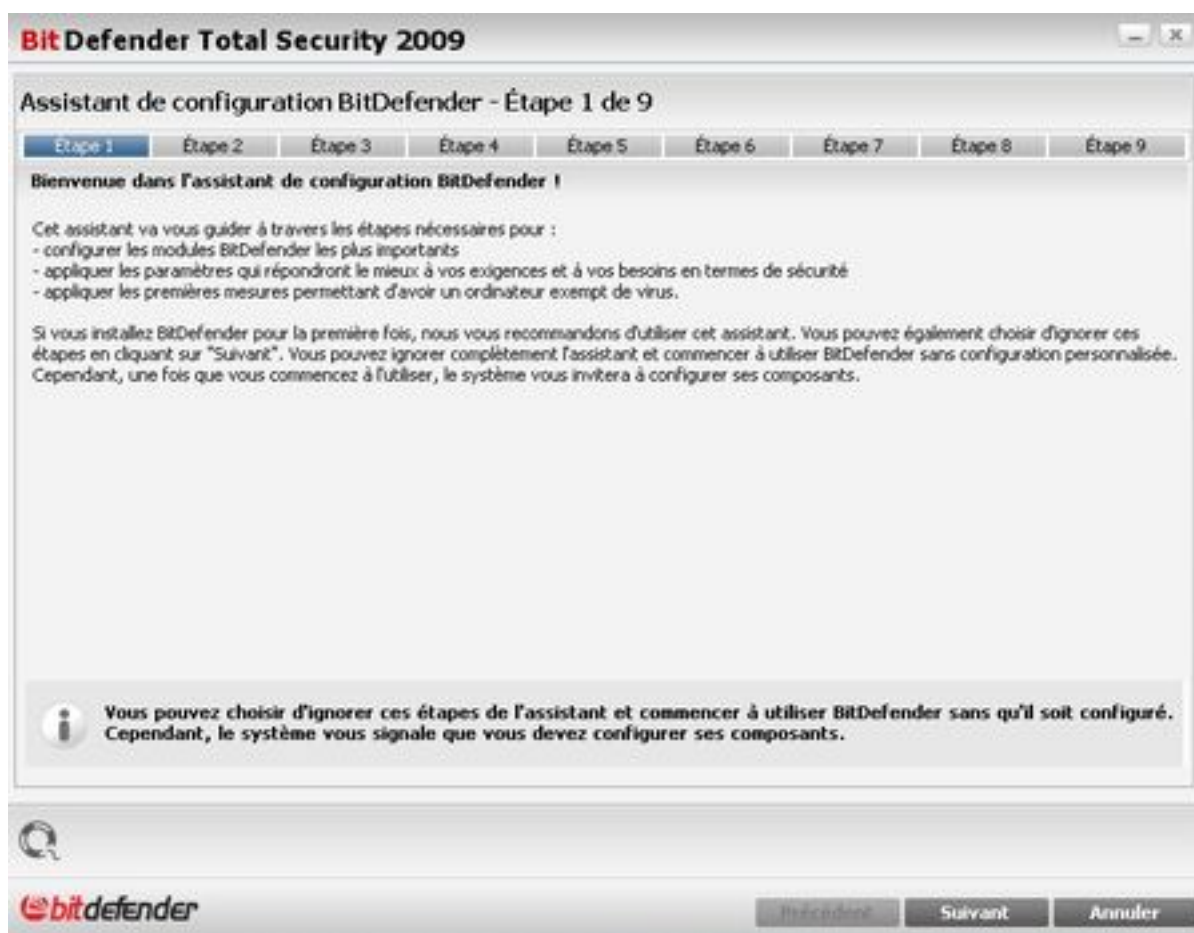 BitDefender Total Security 2009
Assistant de configuration BitDefender - Étape 1 de 9
Étape 1 Étape 2 Étape 3 Étape 4 Étape 5 Étape 6 Étape 7 Étape 8 Étape 9
Bienvenue dans l'assistant de configuration BitDefender !
Cet assistant va vous guider à travers les étapes nécessaires pour :
- configurer les modules BitDefender les plus importants
- appliquer les paramètres qui répondront le mieux à vos exigences et à vos besoins en termes de sécurité
- appliquer les premières mesures permettant d'avoir un ordinateur exempt de virus.
Si vous installez BitDefender pour la première fois, nous vous recommandons d'utiliser cet assistant. Vous pouvez également choisir d'ignorer ces
étapes en cliquant sur "Suivant". Vous pouvez ignorer complètement l'assistant et commencer à utiliser BitDefender sans configuration personnalisée.
Cependant, une fois que vous commencez à l'utiliser, le système vous invitera à configurer ses composants.
Vous pouvez choisir d'ignorer ces étapes de l'assistant et commencer à utiliser BitDefender sans qu'il soit configuré.
Cependant, le système vous signale que vous devez configurer ses composants.
bitdefender
Précédent Suivant Annuler